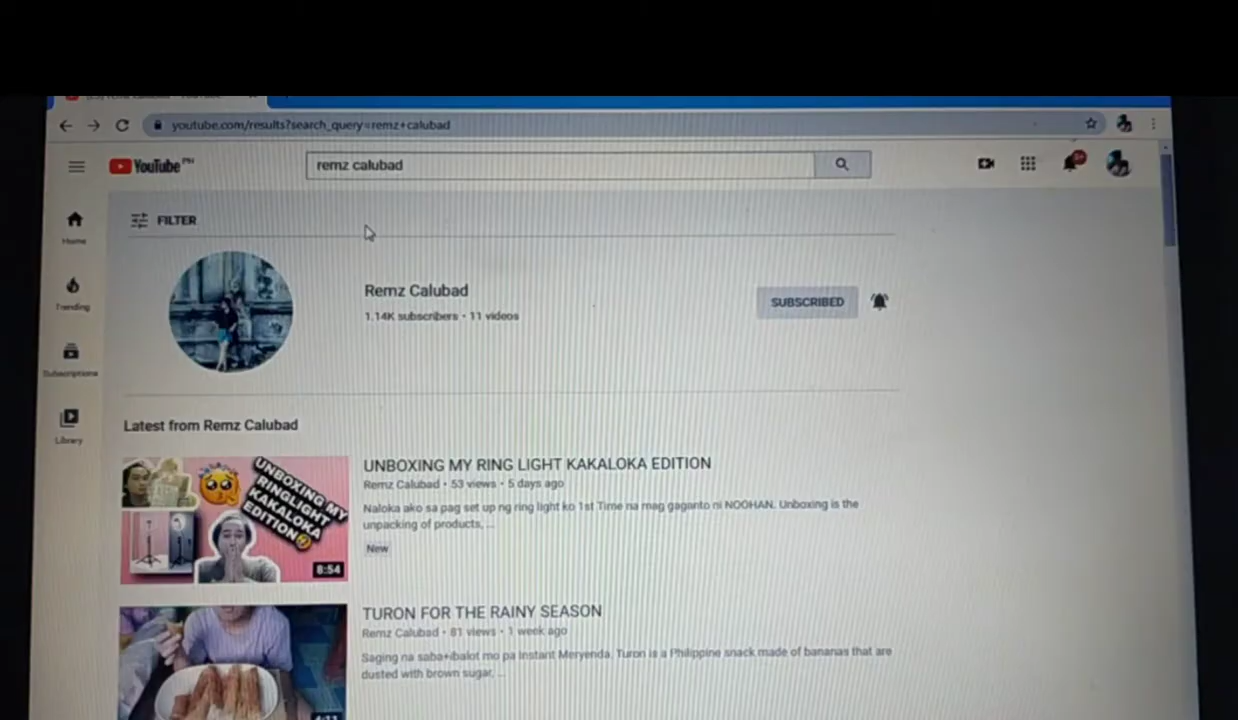 youtube.com/results?search_query=remz+calubad
YouTube PH
remz calubad
9+
FILTER
Home
Trending
Subscriptions
Library
Remz Calubad
1.14K subscribers • 11 videos
SUBSCRIBED
Latest from Remz Calubad
UNBOXING MY
RINGLIGHT
KAKALOKA
EDITION
8:54
UNBOXING MY RING LIGHT KAKALOKA EDITION
Remz Calubad • 53 views • 5 days ago
Naloka ako sa pag set up ng ring light ko 1st Time na mag gaganto ni NOOHAN. Unboxing is the
unpacking of products, ...
New
TURON FOR THE RAINY SEASON
Remz Calubad • 81 views • 1 week ago
Saging na saba+ibalot mo pa Instant Meryenda. Turon is a Philippine snack made of bananas that are
dusted with brown sugar, ...